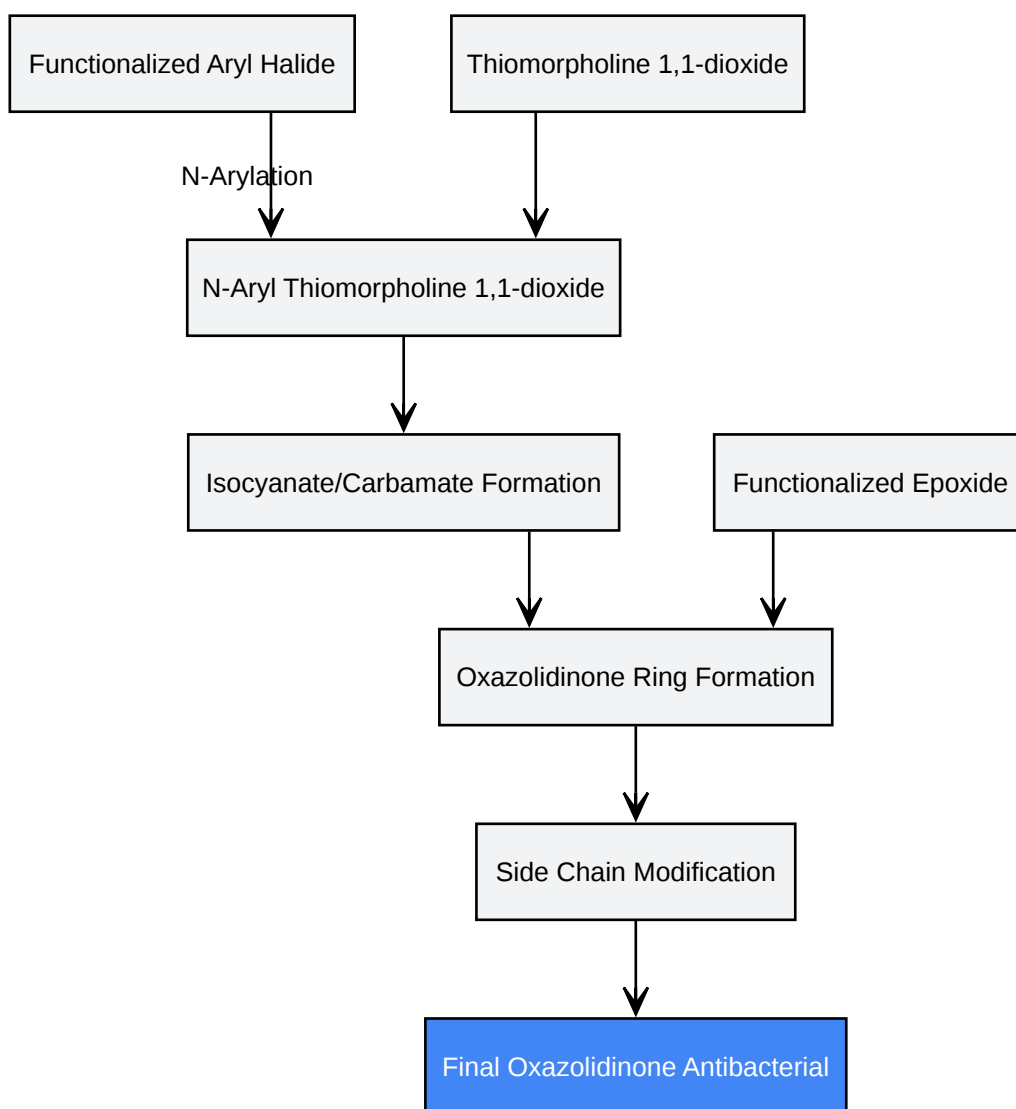 Functionalized Aryl Halide
Thiomorpholine 1,1-dioxide
N-Arylation
N-Aryl Thiomorpholine 1,1-dioxide
Isocyanate/Carbamate Formation
Functionalized Epoxide
Oxazolidinone Ring Formation
Side Chain Modification
Final Oxazolidinone Antibacterial